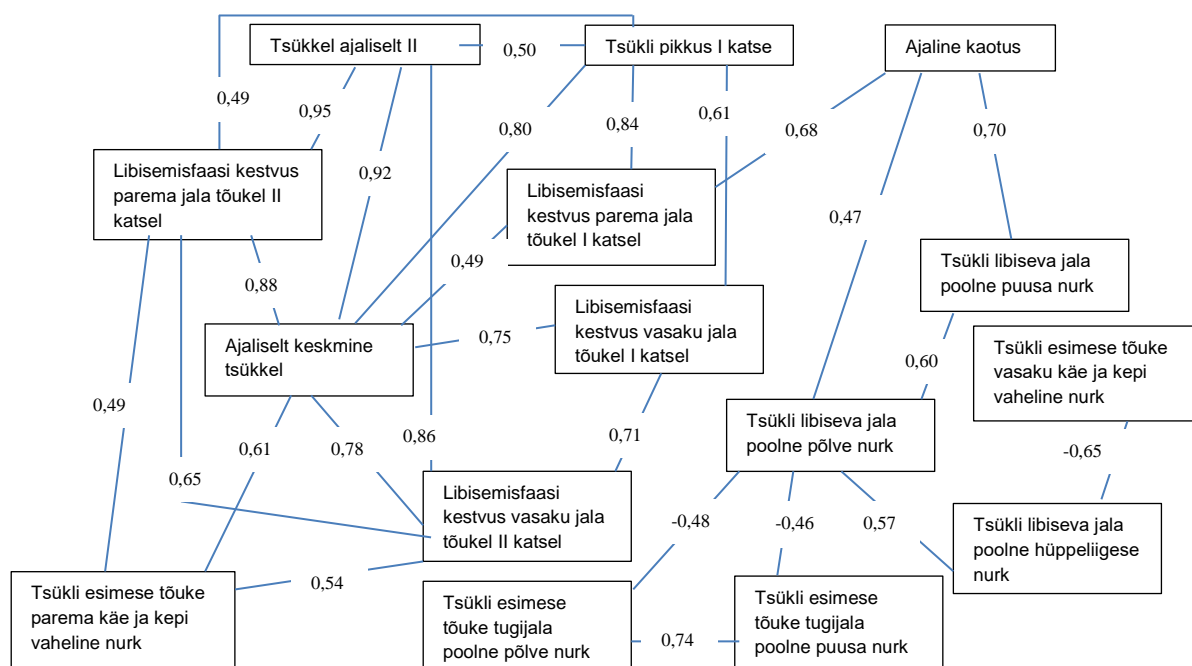 Tsükkel ajaliselt II
0,50
Tsükli pikkus I katse
Ajaline kaotus
0,49
0,95
0,92
0,80
0,84
0,61
0,68
0,70
Libisemisfaasi kestvus
parema jala tõukel II
katsel
Libisemisfaasi
kestvus parema jala
tõukel I katsel
0,47
0,49
0,88
Tsükli libiseva jala
poolne puusa nurk
Libisemisfaasi
kestvus vasaku jala
tõukel I katsel
Ajaliselt keskmine
tsükkel
0,75
Tsükli esimese tõuke
vasaku käe ja kepi
vaheline nurk
0,60
0,49
0,61
0,78
0,86
0,71
Tsükli libiseva jala
poolne põlve nurk
-0,65
0,65
Libisemisfaasi
kestvus vasaku jala
tõukel II katsel
-0,48
-0,46
0,57
Tsükli libiseva jala
poolne hüppeliigese
nurk
Tsükli esimese tõuke
parema käe ja kepi
vaheline nurk
0,54
Tsükli esimese
tõuke tugijala
poolne põlve nurk
0,74
Tsükli esimese
tõuke tugijala
poolne puusa nurk